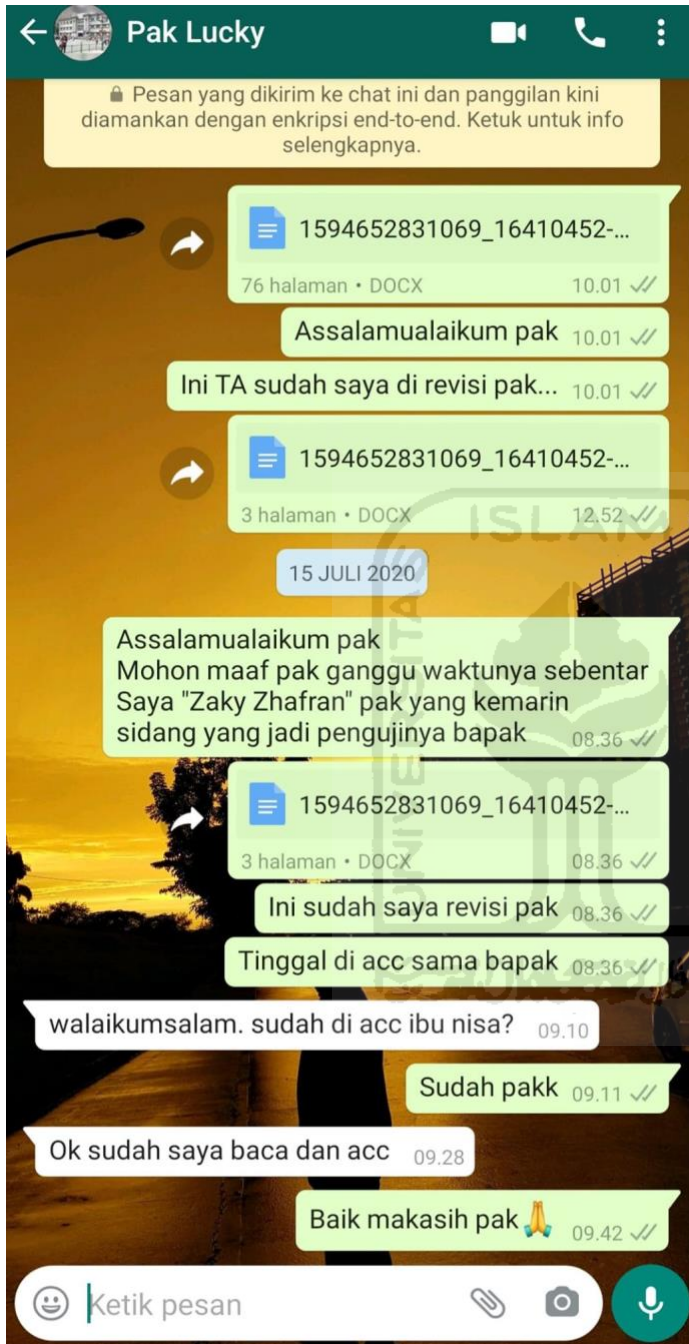 Pak Lucky
Pesan yang dikirim ke chat ini dan panggilan kini
diamankan dengan enkripsi end-to-end. Ketuk untuk info
selengkapnya.
1594652831069_16410452-...
76 halaman • DOCX 10.01
Assalamualaikum pak 10.01
Ini TA sudah saya di revisi pak... 10.01
1594652831069_16410452-...
3 halaman • DOCX 12.52
15 JULI 2020
Assalamualaikum pak
Mohon maaf pak ganggu waktunya sebentar
Saya "Zaky Zhafran" pak yang kemarin
sidang yang jadi pengujinya bapak 08.36
1594652831069_16410452-...
3 halaman • DOCX 08.36
Ini sudah saya revisi pak 08.36
Tinggal di acc sama bapak 08.36
walaikumsalam. sudah di acc ibu nisa? 09.10
Sudah pakk 09.11
Ok sudah saya baca dan acc 09.28
Baik makasih pak🙏 09.42
Ketik pesan
UNIVERSITAS
ISLAM